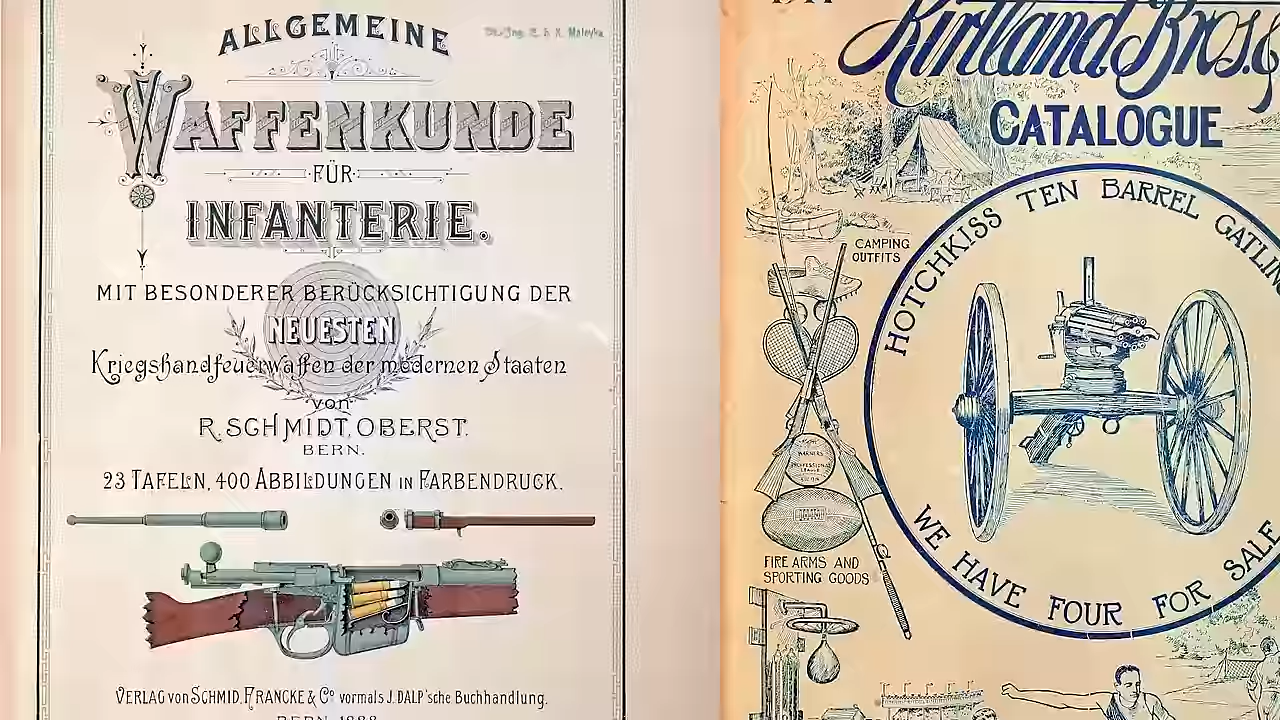 ALLGEMEINE
WAFFENKUNDE
FÜR
INFANTERIE.
MIT BESONDERER BERÜCKSICHTIGUNG DER
NEUESTEN
Kriegshandfeuerwaffen der modernen Staaten
von
R. SCHMIDT, OBERST.
BERN.
23 TAFELN, 400 ABBILDUNGEN IN FARBENDRUCK.
VERLAG von SCHMID, FRANCKE & Co vormals J. DALP'sche Buchhandlung.
Kirtland Bros. &
CATALOGUE
HOTCHKISS TEN BARREL GATLING
CAMPING
OUTFITS
FIRE ARMS AND
SPORTING GOODS
WE HAVE FOUR FOR SALE